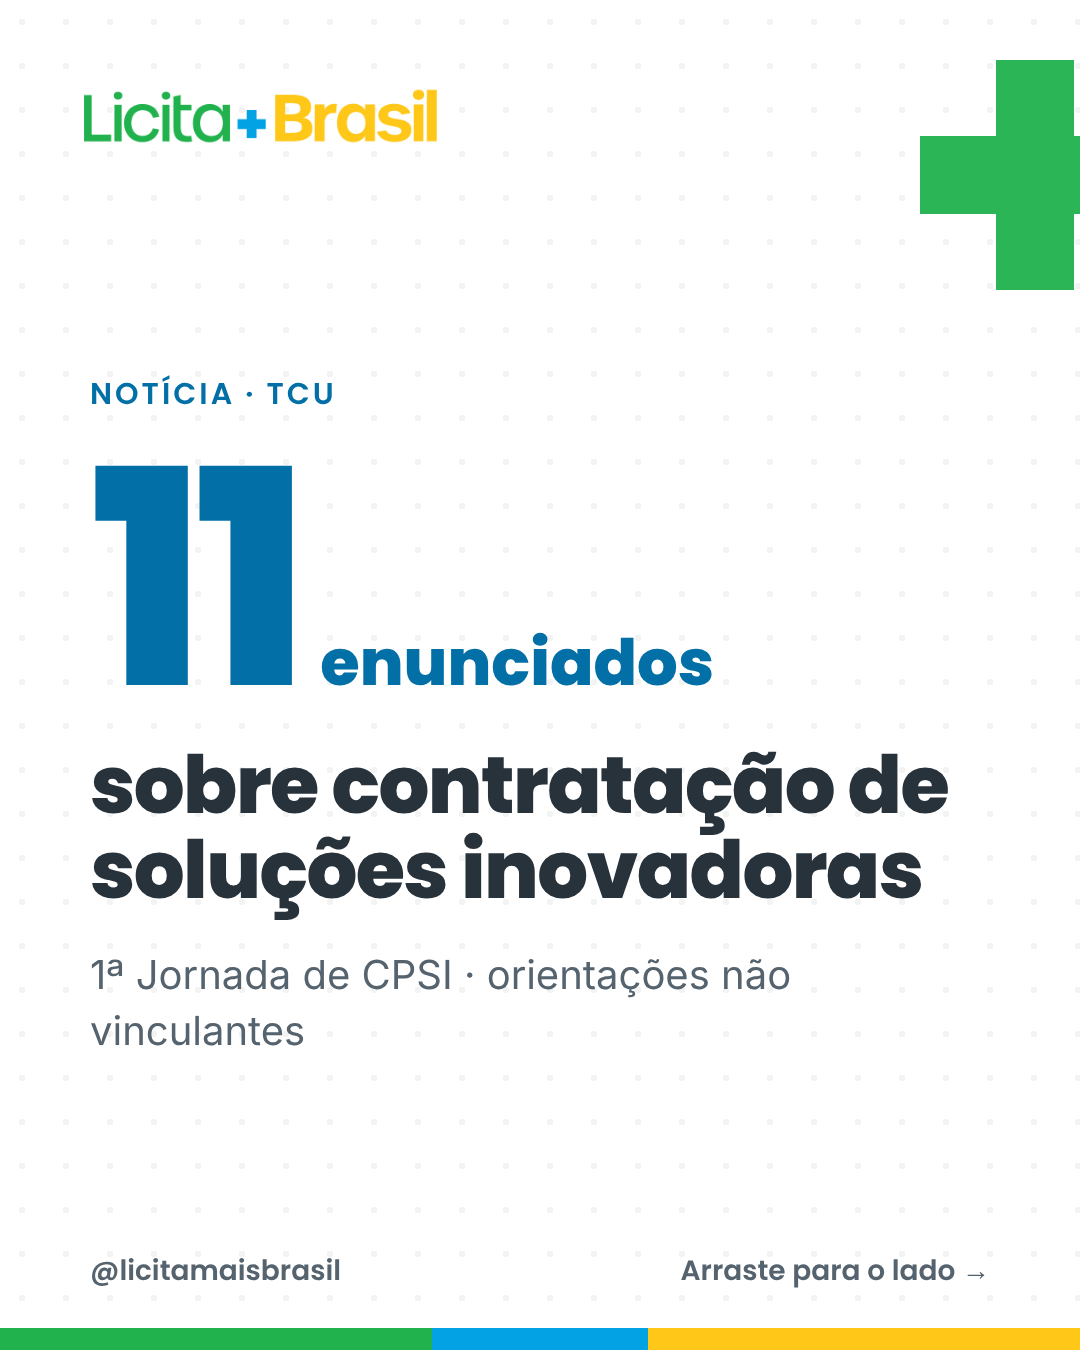 Licita+Brasil
NOTÍCIA · TCU
11 enunciados
sobre contratação de
soluções inovadoras
1ª Jornada de CPSI · orientações não
vinculantes
@licitamaisbrasil
Arraste para o lado →